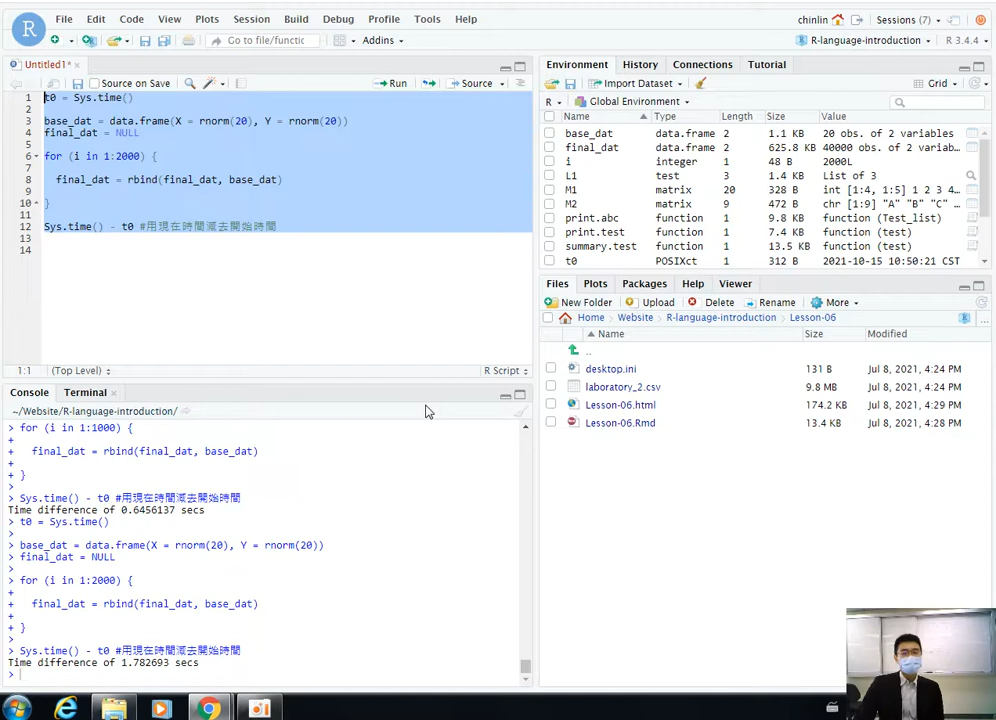 File Edit Code View Plots Session Build Debug Profile Tools Help
chinlin Sessions (7)
R
Go to file/functic Addins
R-language-introduction R 3.4.4
Untitled1* ×
Source on Save Run Source
1 t0 = Sys.time()
2
3 base_dat = data.frame(X = rnorm(20), Y = rnorm(20))
4 final_dat = NULL
5
6 for (i in 1:2000) {
7
8 final_dat = rbind(final_dat, base_dat)
9
10 }
11
12 Sys.time() - t0 #用現在時間減去開始時間
13
14
1:1 (Top Level) R Script
Console Terminal ×
~/Website/R-language-introduction/
> for (i in 1:1000) {
+
+ final_dat = rbind(final_dat, base_dat)
+
+ }
>
> Sys.time() - t0 #用現在時間減去開始時間
Time difference of 0.6456137 secs
> t0 = Sys.time()
>
> base_dat = data.frame(X = rnorm(20), Y = rnorm(20))
> final_dat = NULL
>
> for (i in 1:2000) {
+
+ final_dat = rbind(final_dat, base_dat)
+
+ }
>
> Sys.time() - t0 #用現在時間減去開始時間
Time difference of 1.782693 secs
>
Environment History Connections Tutorial
Import Dataset Grid
R Global Environment
Name Type Length Size Value
base_dat data.frame 2 1.1 KB 20 obs. of 2 variables
final_dat data.frame 2 625.8 KB 40000 obs. of 2 variab…
i integer 1 48 B 2000L
L1 test 3 1.4 KB List of 3
M1 matrix 20 328 B int [1:4, 1:5] 1 2 3 4…
M2 matrix 9 472 B chr [1:9] "A" "B" "C" …
print.abc function 1 9.8 KB function (Test_list)
print.test function 1 7.4 KB function (test)
summary.test function 1 13.5 KB function (test)
t0 POSIXct 1 312 B 2021-10-15 10:50:21 CST
Files Plots Packages Help Viewer
New Folder Upload Delete Rename More
Home Website R-language-introduction Lesson-06 R ...
Name Size Modified
..
desktop.ini 131 B Jul 8, 2021, 4:24 PM
laboratory_2.csv 9.8 MB Jul 8, 2021, 4:24 PM
Lesson-06.html 174.2 KB Jul 8, 2021, 4:29 PM
Lesson-06.Rmd 13.4 KB Jul 8, 2021, 4:28 PM